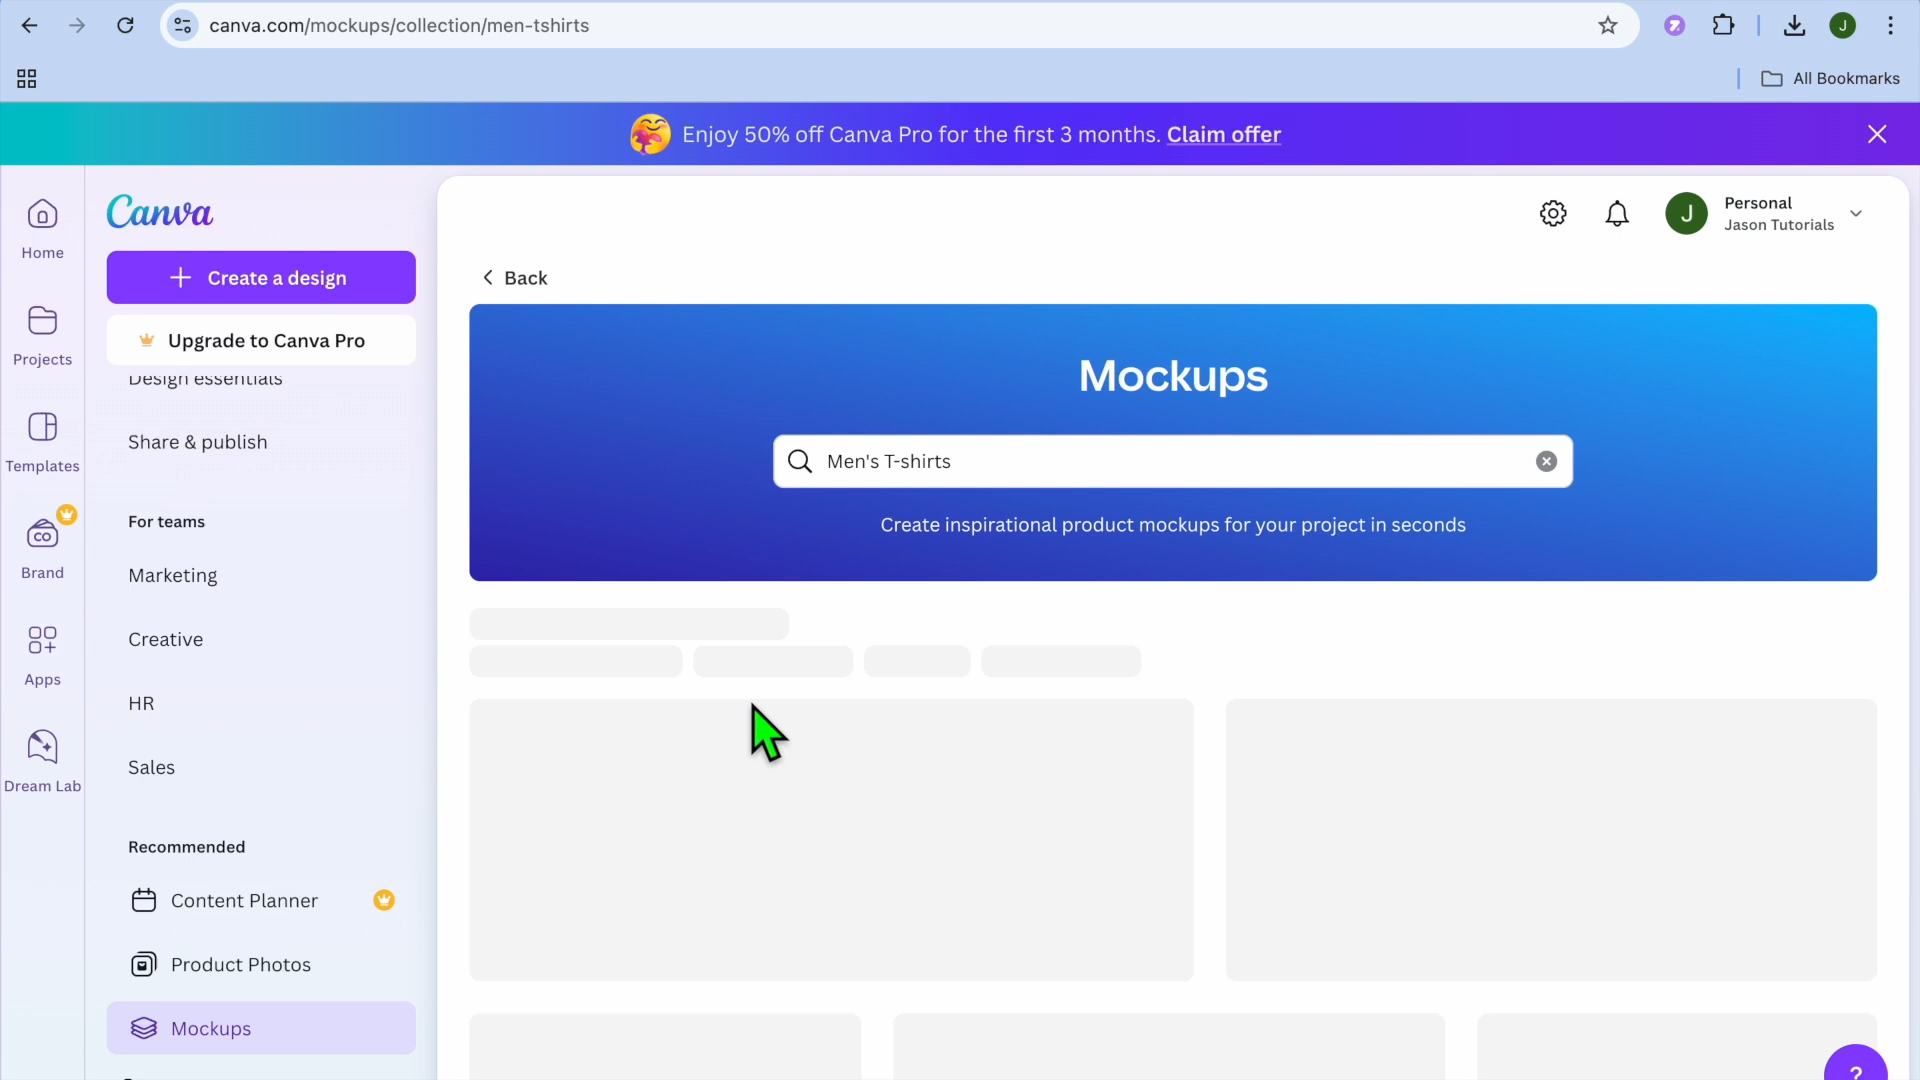 canva.com/mockups/collection/men-tshirts
J
All Bookmarks
Enjoy 50% off Canva Pro for the first 3 months. Claim offer
Home
Projects
Templates
CO
Brand
Apps
Dream Lab
Canva
Create a design
Upgrade to Canva Pro
Design essentials
Share & publish
For teams
Marketing
Creative
HR
Sales
Recommended
Content Planner
Product Photos
Mockups
J
Personal
Jason Tutorials
Back
Mockups
Men's T-shirts
Create inspirational product mockups for your project in seconds
?